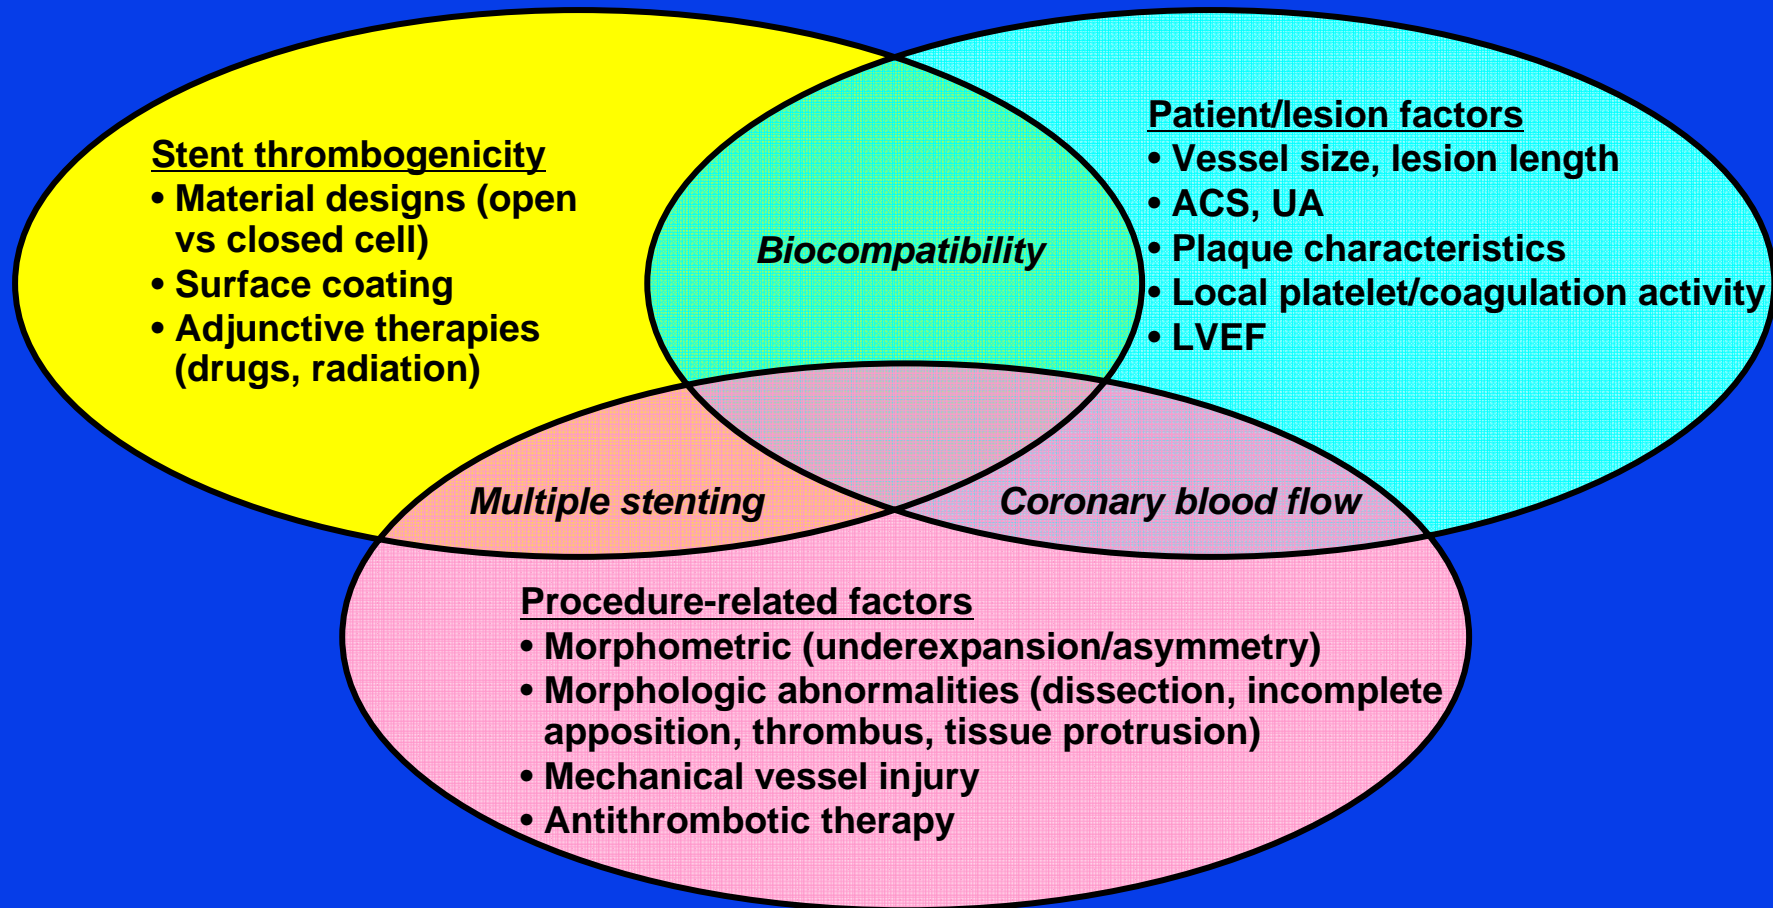 Stent thrombogenicity
• Material designs (open
vs closed cell)
• Surface coating
• Adjunctive therapies
(drugs, radiation)
Biocompatibility
Patient/lesion factors
• Vessel size, lesion length
• ACS, UA
• Plaque characteristics
• Local platelet/coagulation activity
• LVEF
Multiple stenting
Coronary blood flow
Procedure-related factors
• Morphometric (underexpansion/asymmetry)
• Morphologic abnormalities (dissection, incomplete
apposition, thrombus, tissue protrusion)
• Mechanical vessel injury
• Antithrombotic therapy